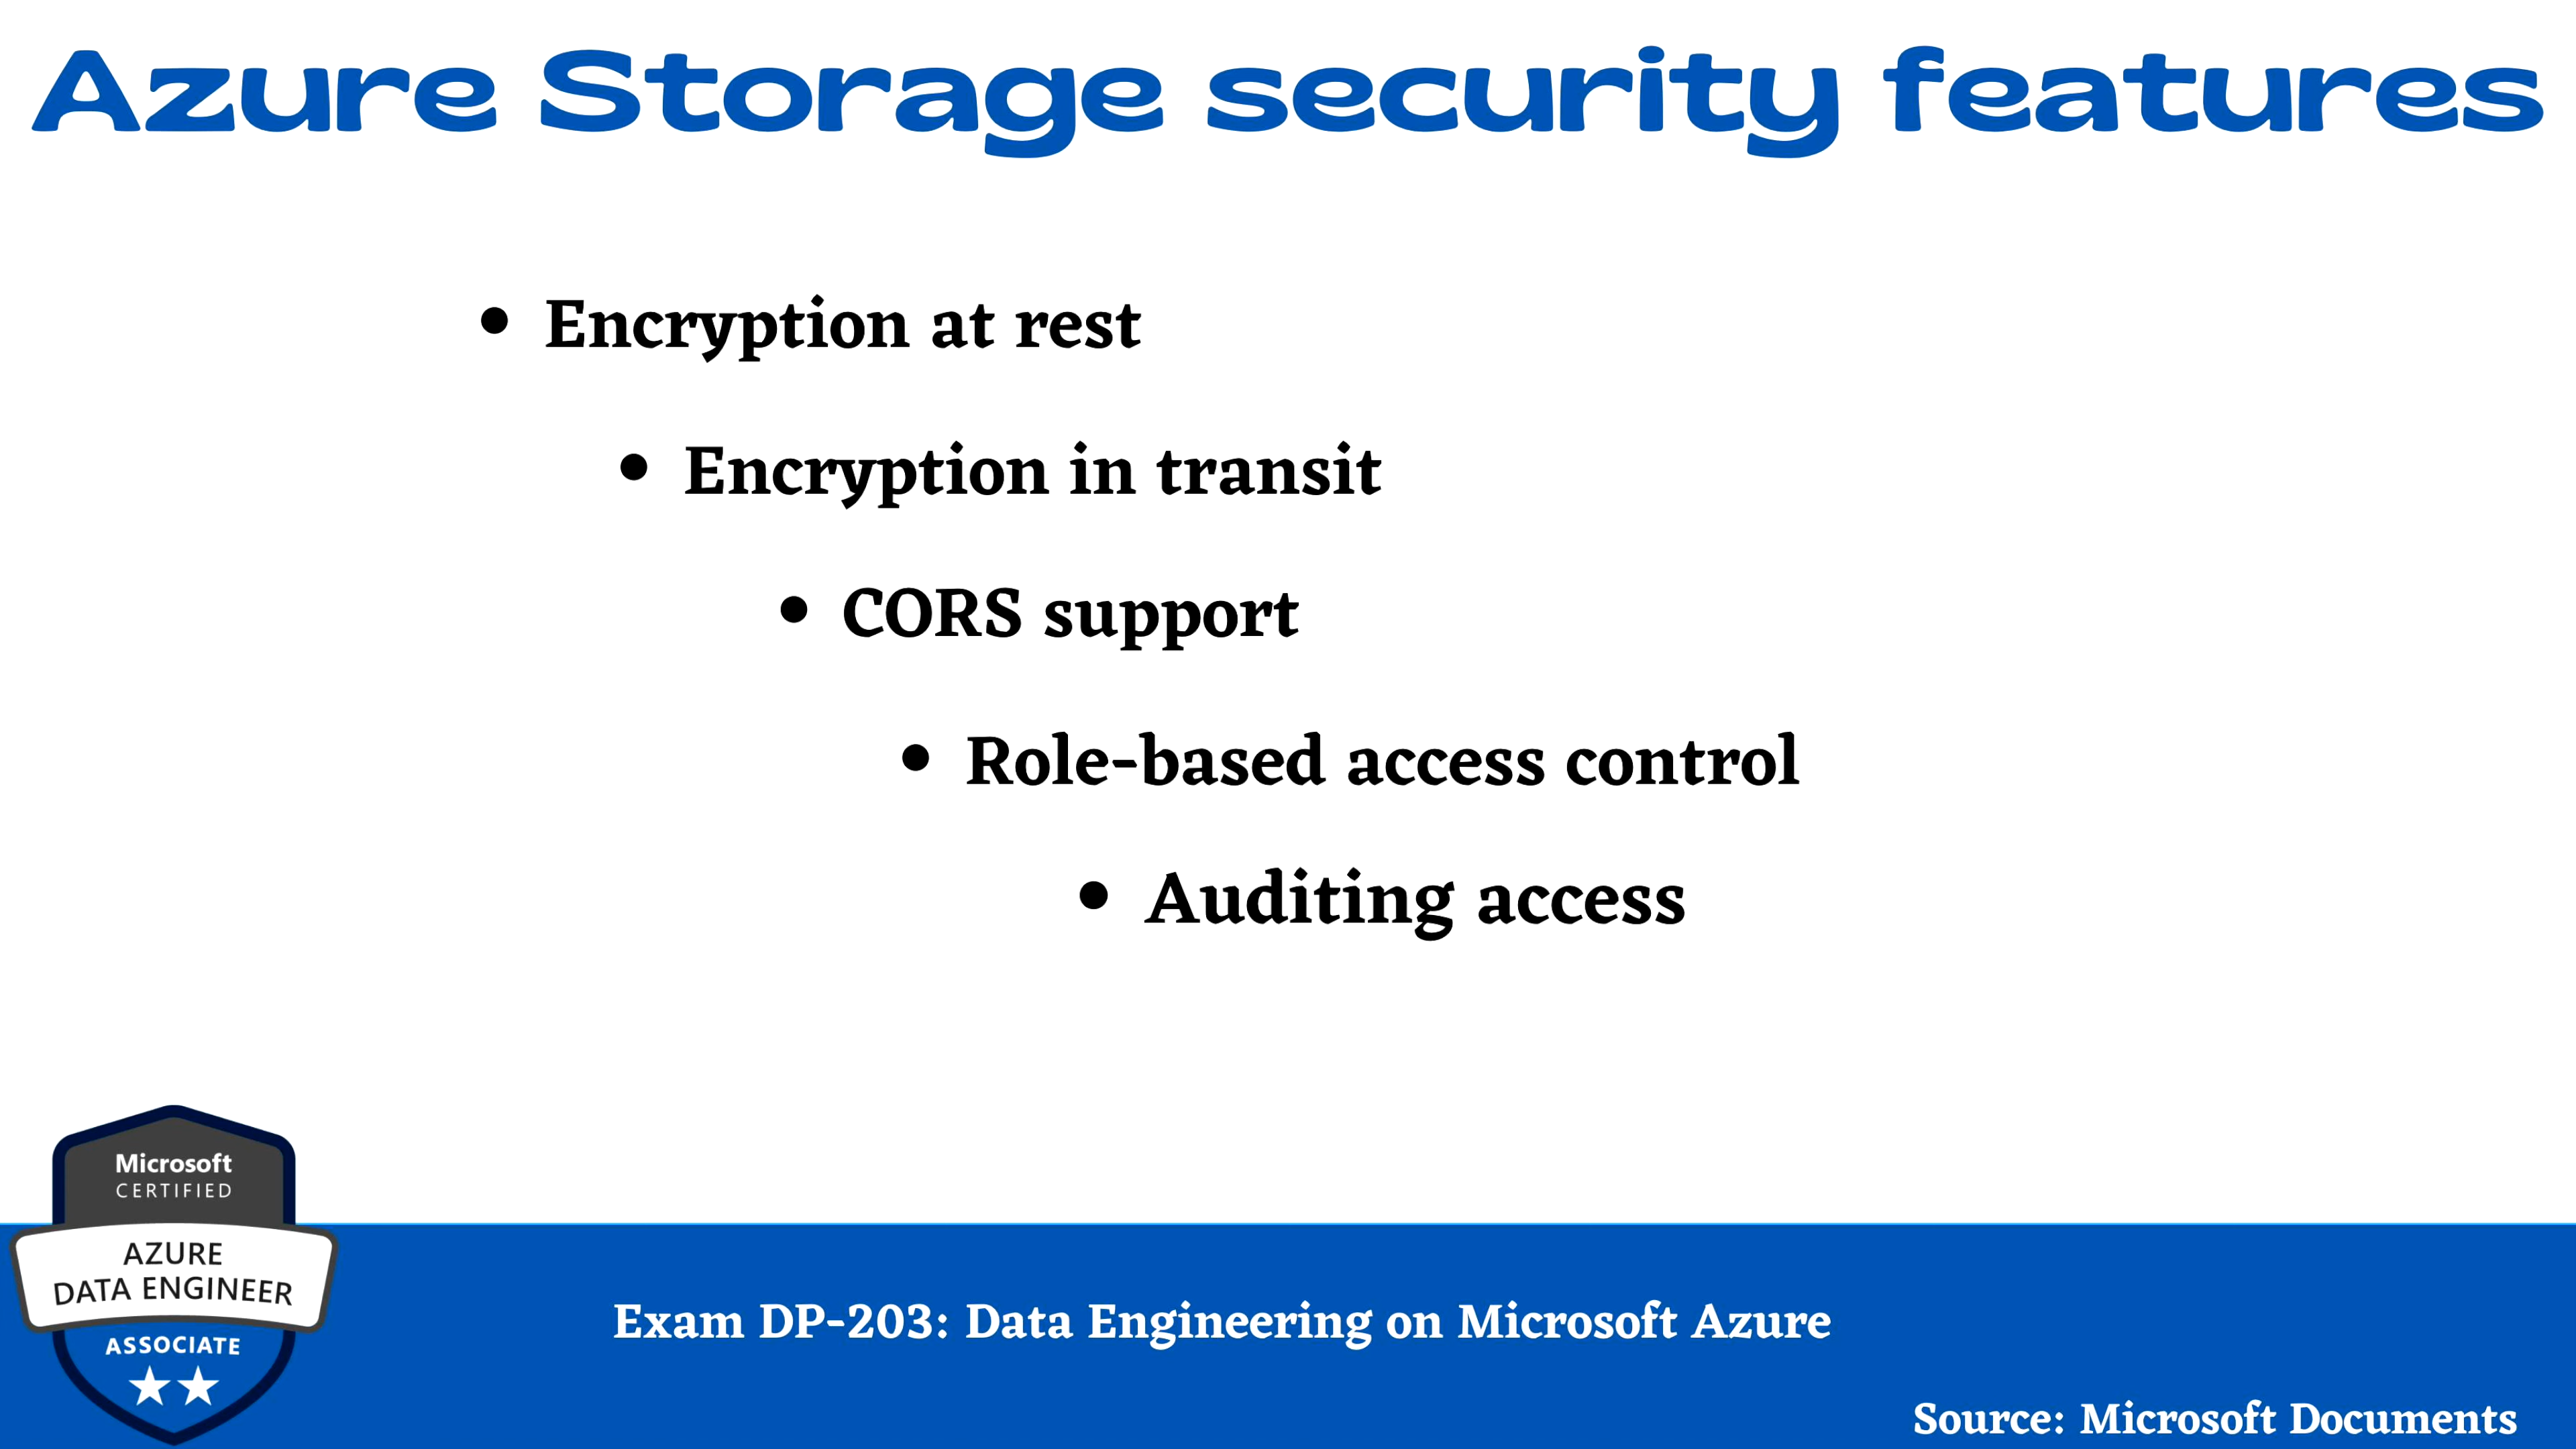 Azure Storage security features
• Encryption at rest
• Encryption in transit
• CORS support
• Role-based access control
• Auditing access
Microsoft
CERTIFIED
AZURE
DATA ENGINEER
ASSOCIATE
Exam DP-203: Data Engineering on Microsoft Azure
Source: Microsoft Documents